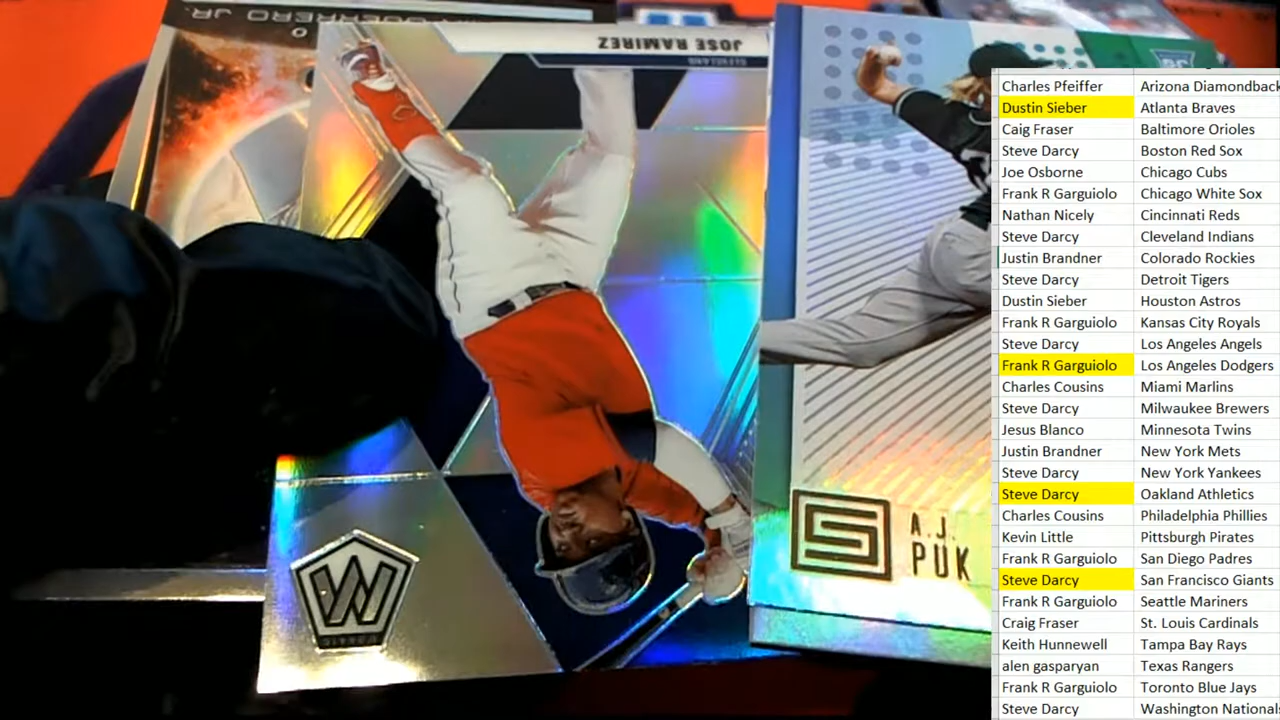 GUERRERO JR.
JOSE RAMIREZ
CLEVELAND
A.J.
PUK
Charles Pfeiffer Arizona Diamondback
Dustin Sieber Atlanta Braves
Caig Fraser Baltimore Orioles
Steve Darcy Boston Red Sox
Joe Osborne Chicago Cubs
Frank R Garguiolo Chicago White Sox
Nathan Nicely Cincinnati Reds
Steve Darcy Cleveland Indians
Justin Brandner Colorado Rockies
Steve Darcy Detroit Tigers
Dustin Sieber Houston Astros
Frank R Garguiolo Kansas City Royals
Steve Darcy Los Angeles Angels
Frank R Garguiolo Los Angeles Dodgers
Charles Cousins Miami Marlins
Steve Darcy Milwaukee Brewers
Jesus Blanco Minnesota Twins
Justin Brandner New York Mets
Steve Darcy New York Yankees
Steve Darcy Oakland Athletics
Charles Cousins Philadelphia Phillies
Kevin Little Pittsburgh Pirates
Frank R Garguiolo San Diego Padres
Steve Darcy San Francisco Giants
Frank R Garguiolo Seattle Mariners
Craig Fraser St. Louis Cardinals
Keith Hunnewell Tampa Bay Rays
alen gasparyan Texas Rangers
Frank R Garguiolo Toronto Blue Jays
Steve Darcy Washington National